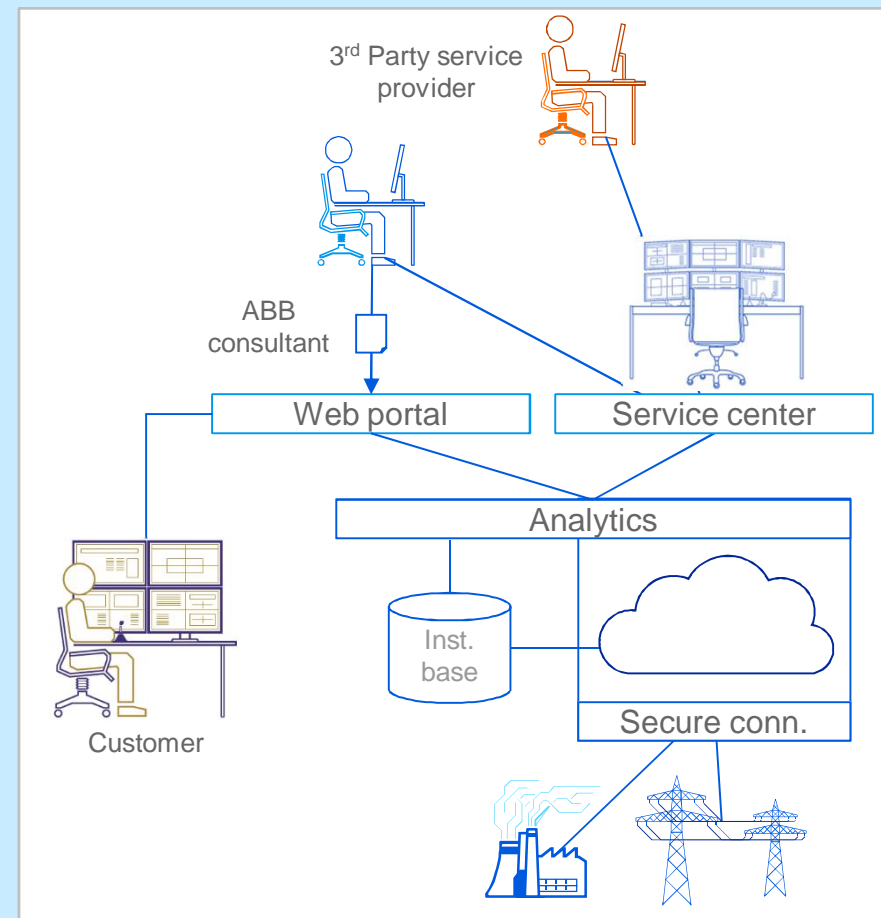 3rd Party service
provider
ABB
consultant
Web portal
Service center
Analytics
Inst.
base
Secure conn.
Customer